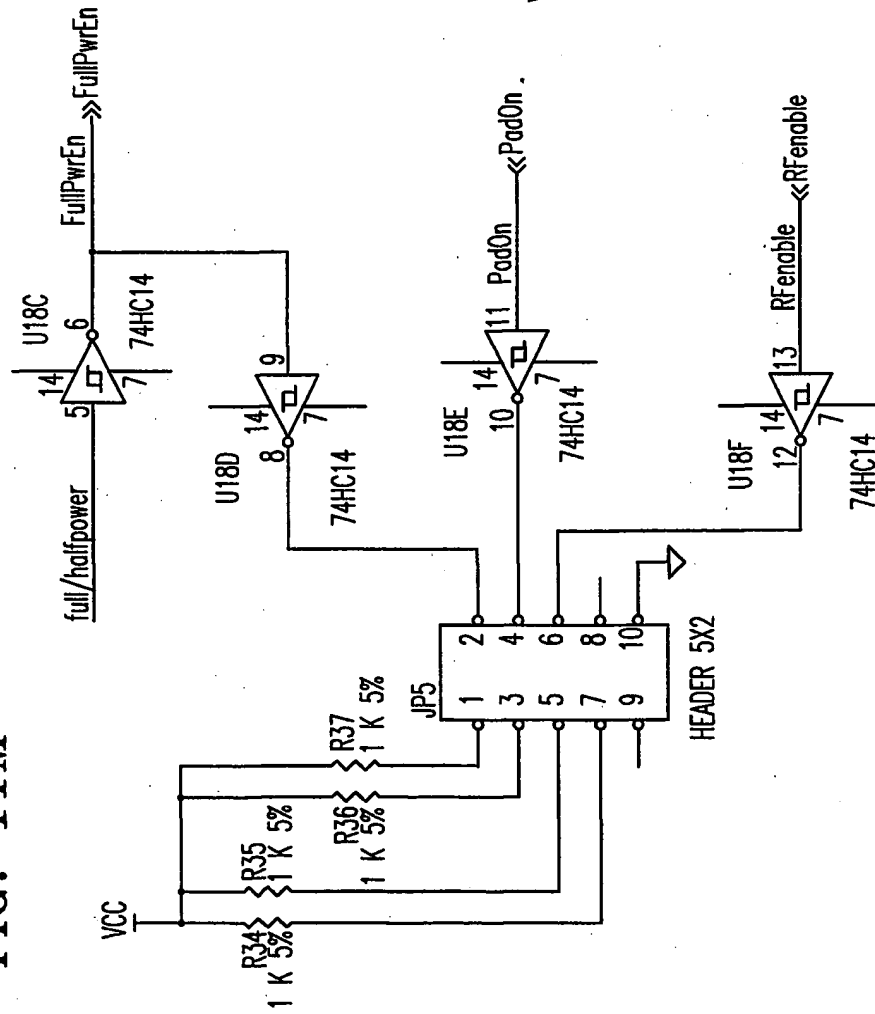 FIG.
full/halfpower
5
14
7
U18C
6
74HC14
FullPwrEn
FullPwrEn
VCC
U18D
8
14
7
9
74HC14
R34
1 K 5%
R35
1 K 5%
R36
1 K 5%
R37
1 K 5%
JP5
1 2
3 4
5 6
7 8
9 10
HEADER 5X2
U18E
10
14
7
11
74HC14
PadOn
PadOn
U18F
12
14
7
13
74HC14
RFenable
RFenable